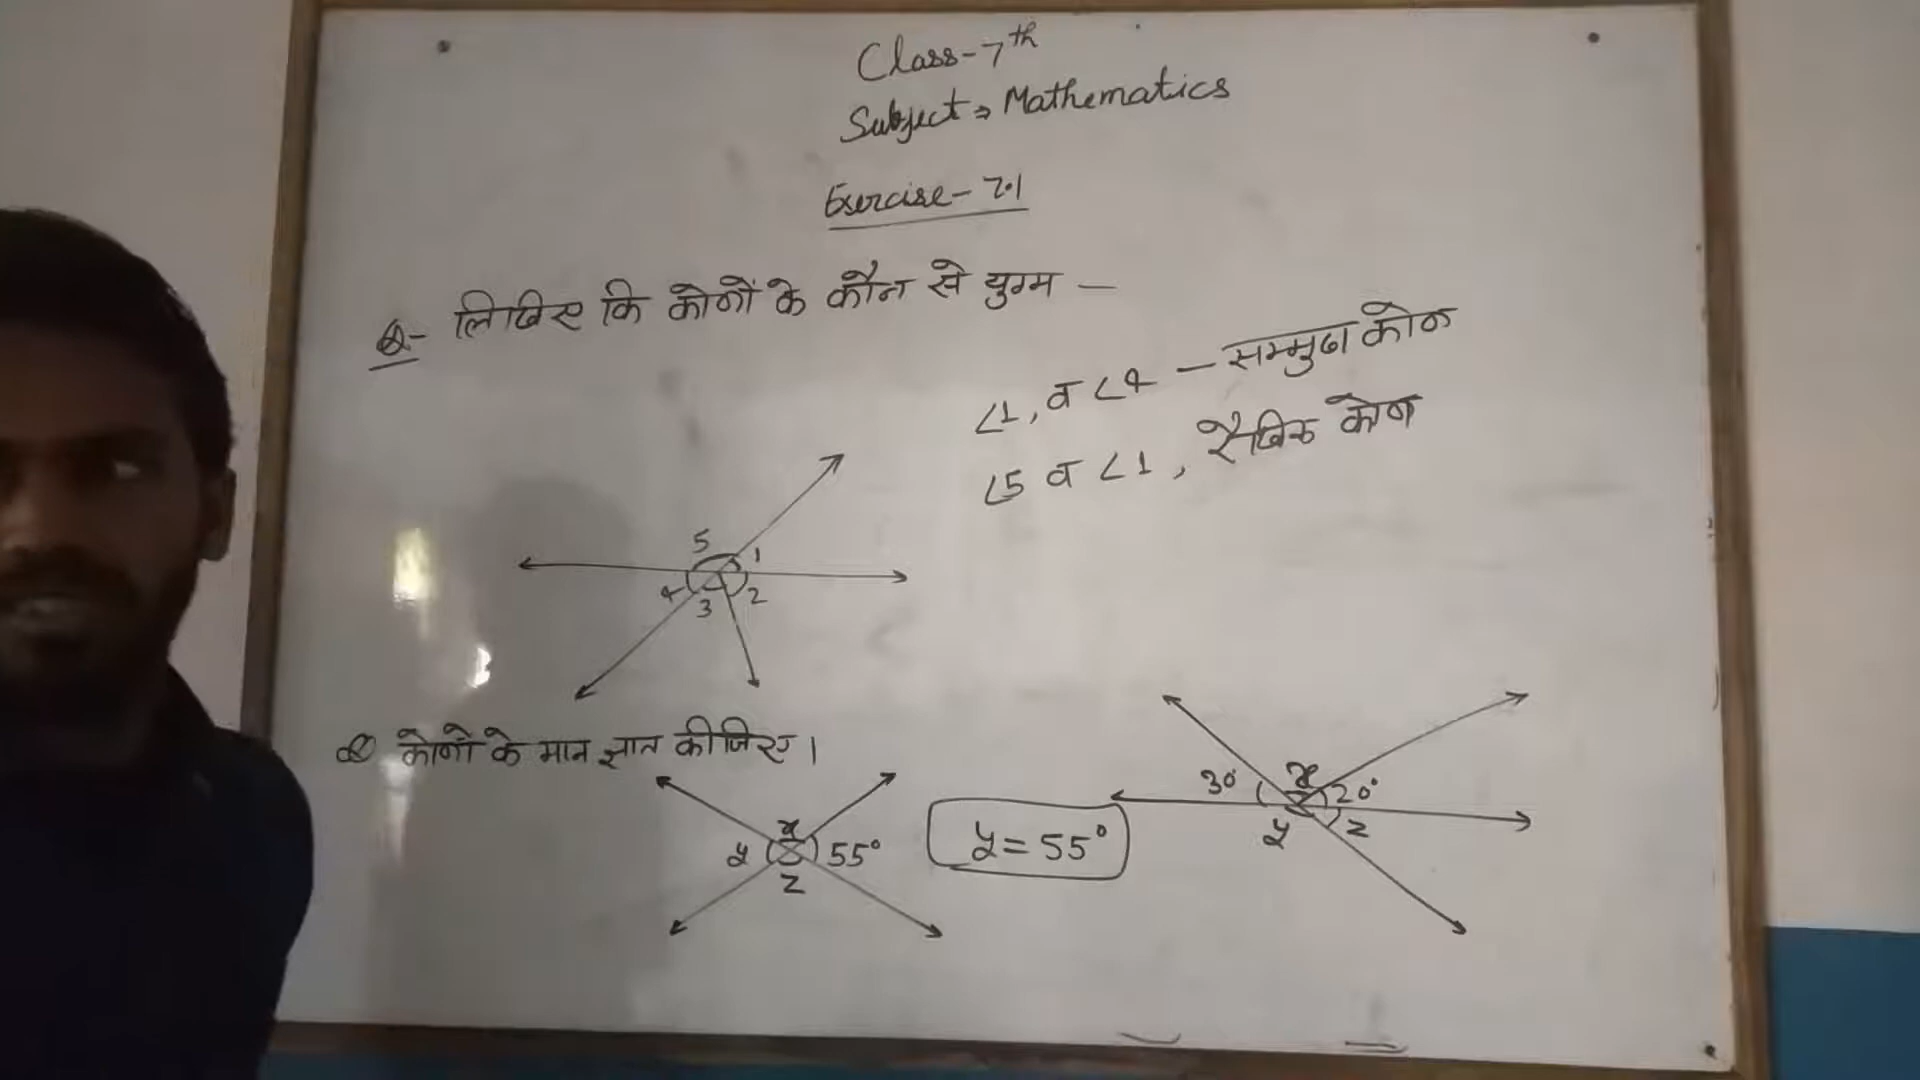 Class-7th
Subject → Mathematics
Exercise-7.1
Q- लिखिए कि कोणों के कौन से युग्म —
∠1, व ∠4 — सम्मुख कोण
∠5 व ∠1, रैखिक कोण
5
1
4
3
2
Q कोणों के मान ज्ञात कीजिए।
x
y
55°
z
y = 55°
30°
x
20°
y
z